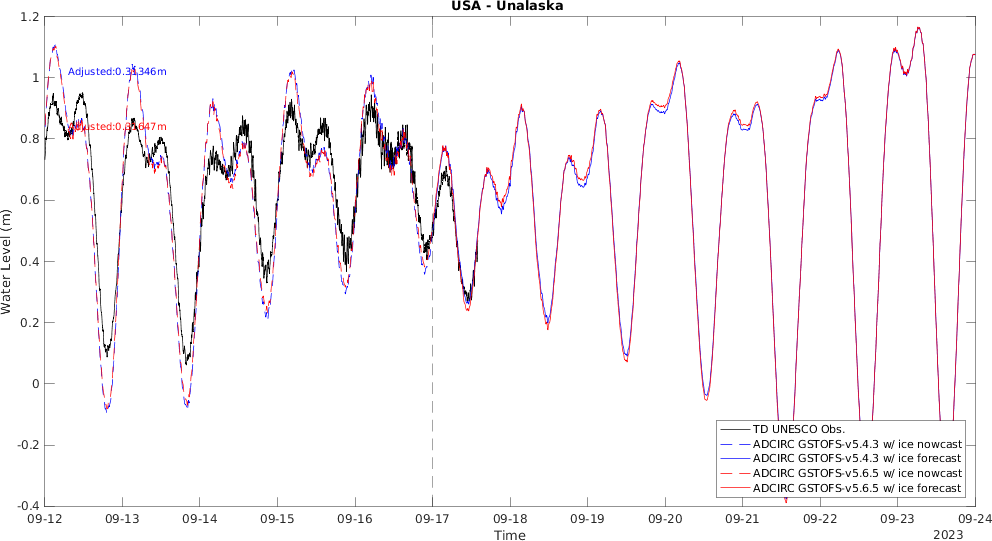 USA - Unalaska
1.2
1
0.8
0.6
0.4
0.2
0
-0.2
-0.4
Water Level (m)
Adjusted:0.31346m
TD UNESCO Obs.
ADCIRC GSTOFS-v5.4.3 w/ ice nowcast
ADCIRC GSTOFS-v5.4.3 w/ ice forecast
ADCIRC GSTOFS-v5.6.5 w/ ice nowcast
ADCIRC GSTOFS-v5.6.5 w/ ice forecast
09-12 09-13 09-14 09-15 09-16 09-17 09-18 09-19 09-20 09-21 09-22 09-23 09-24
Time
2023